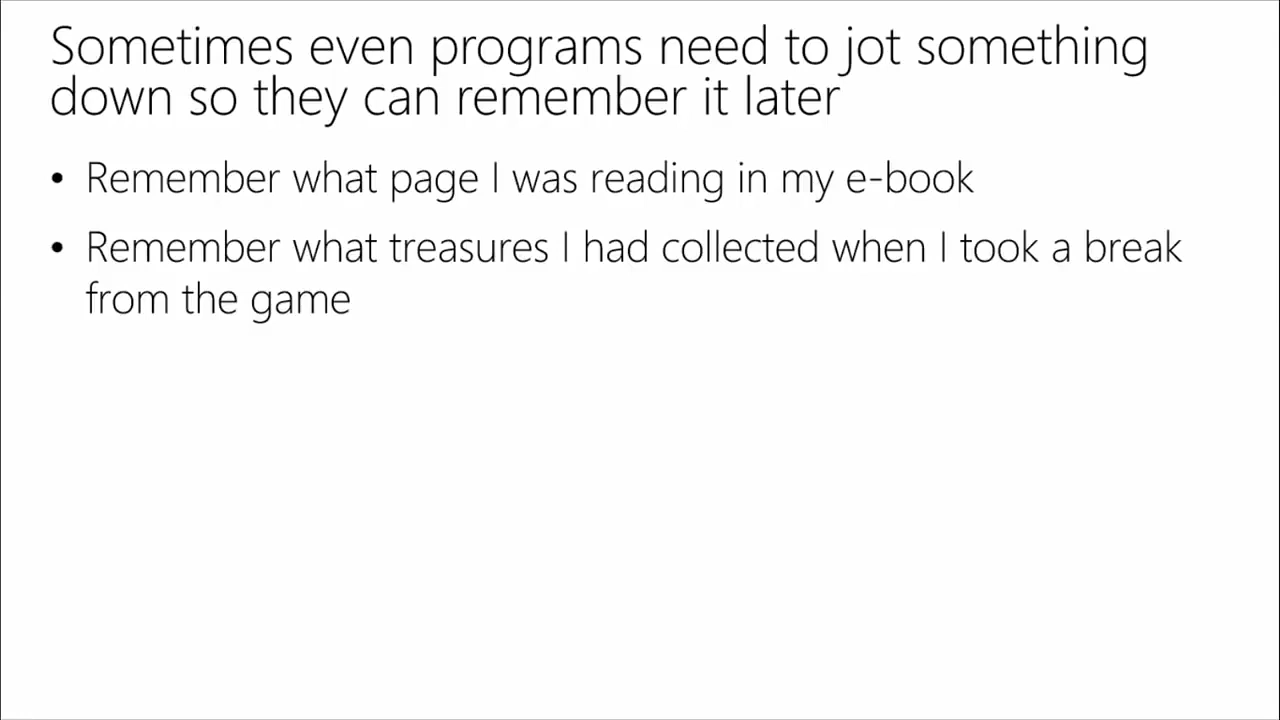 Sometimes even programs need to jot something
down so they can remember it later
• Remember what page I was reading in my e-book
• Remember what treasures I had collected when I took a break
from the game